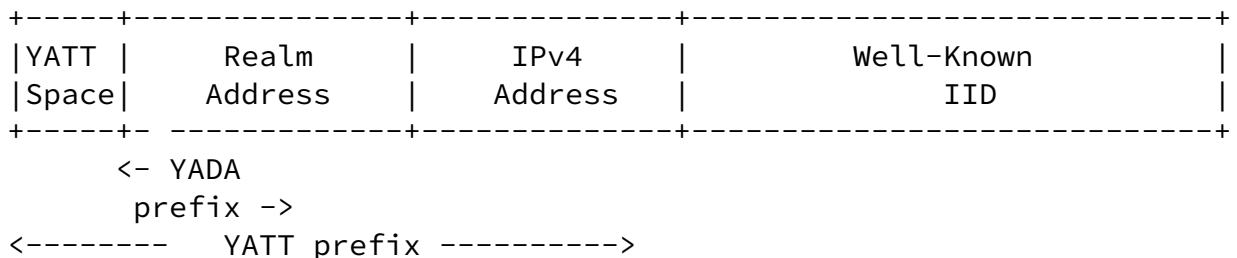 +-----+---------------+--------------+-----------------------------+
|YATT |     Realm     |     IPv4     |         Well-Known          |
|Space|    Address    |    Address   |              IID            |
+-----+- -------------+--------------+-----------------------------+
      <- YADA
       prefix ->
<--------   YATT prefix ---------->